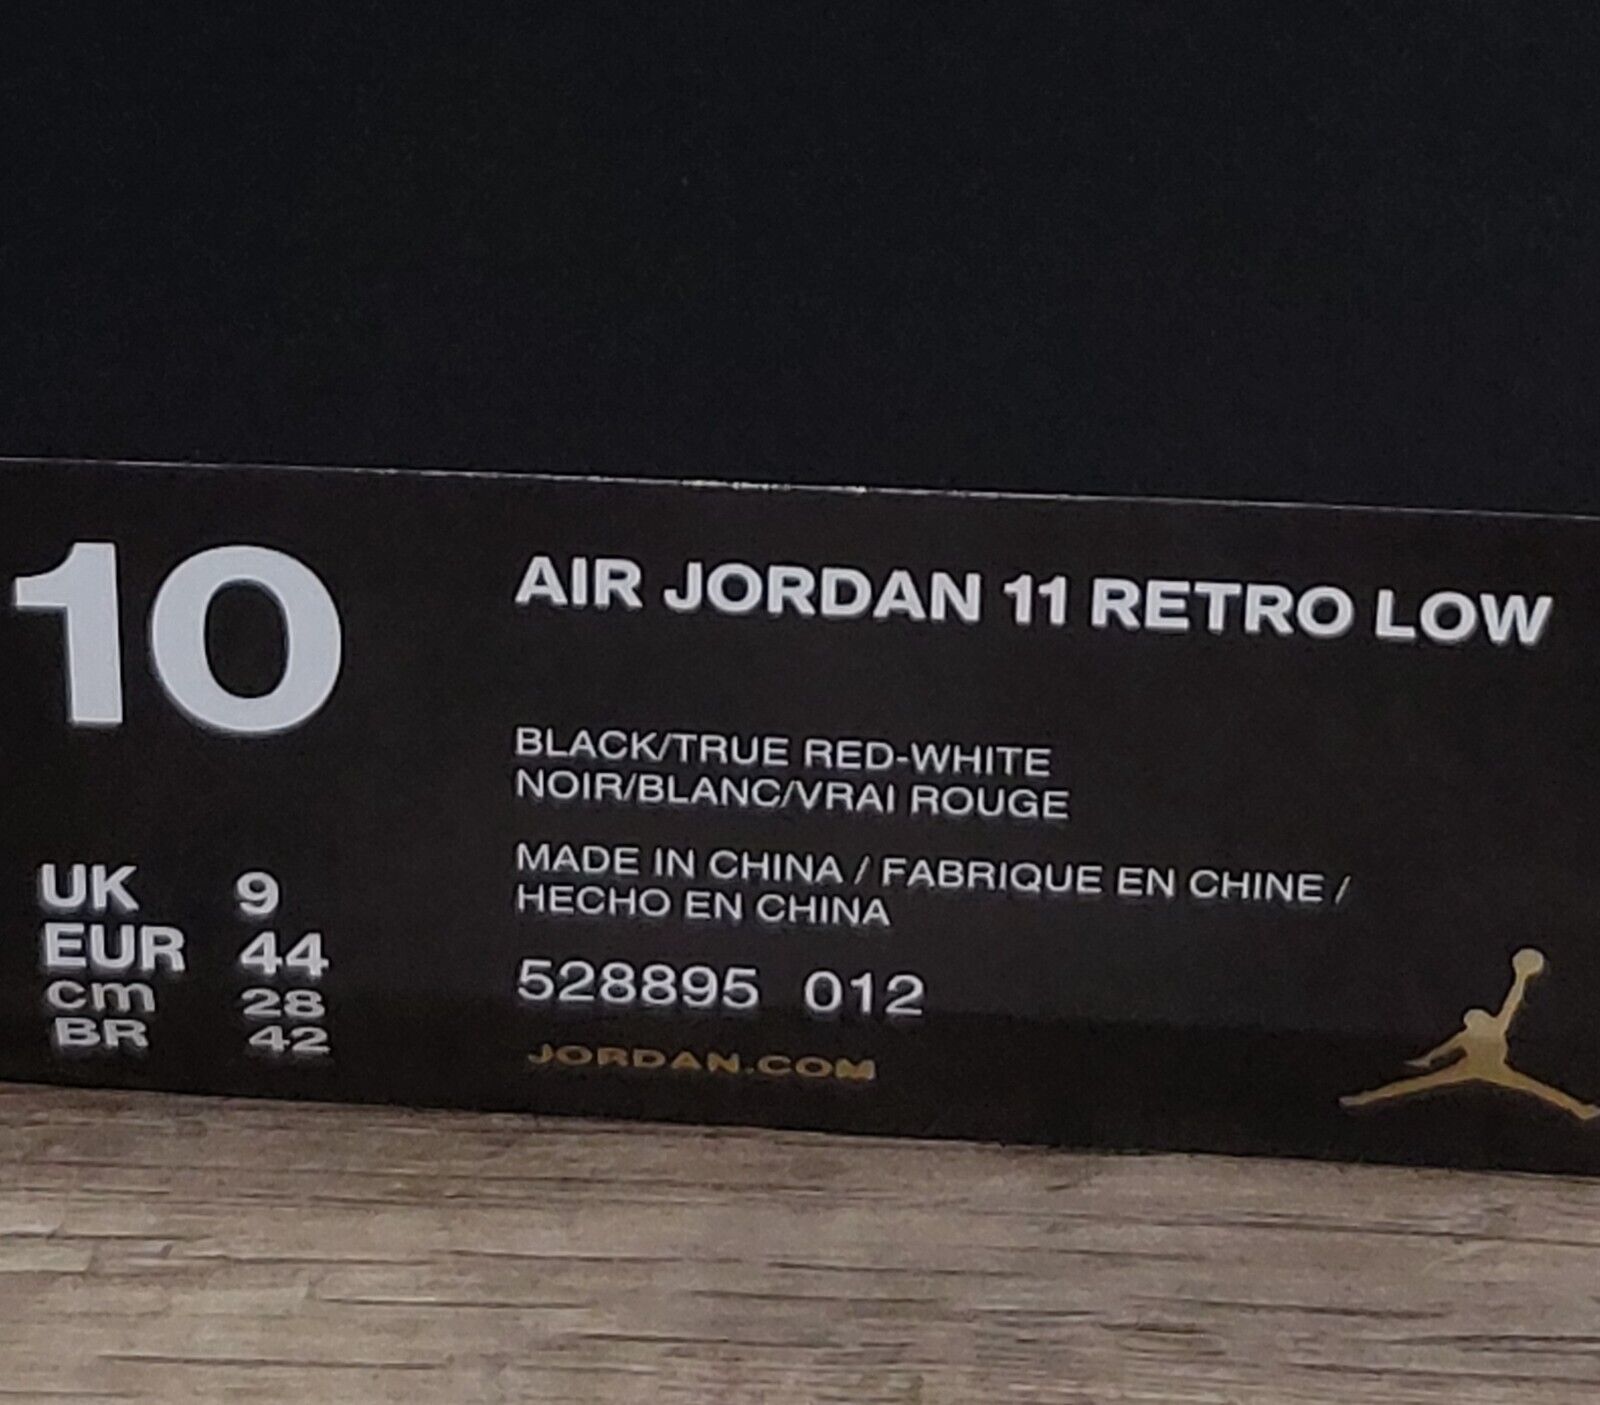 10
AIR JORDAN 11 RETRO LOW
BLACK/TRUE RED-WHITE
NOIR/BLANC/VRAI ROUGE
MADE IN CHINA / FABRIQUE EN CHINE /
HECHO EN CHINA
528895 012
JORDAN.COM
UK 9
EUR 44
cm 28
BR 42